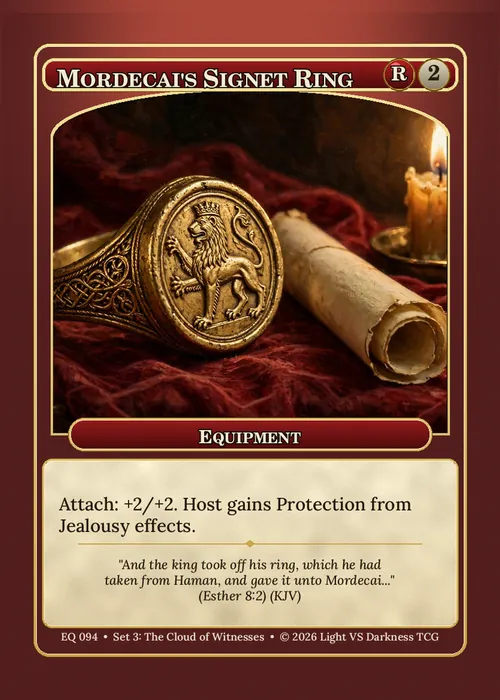 Mordecai's Signet Ring R 2
Equipment
Attach: +2/+2. Host gains Protection from
Jealousy effects.
"And the king took off his ring, which he had
taken from Haman, and gave it unto Mordecai..."
(Esther 8:2) (KJV)
EQ 094 • Set 3: The Cloud of Witnesses • © 2026 Light VS Darkness TCG